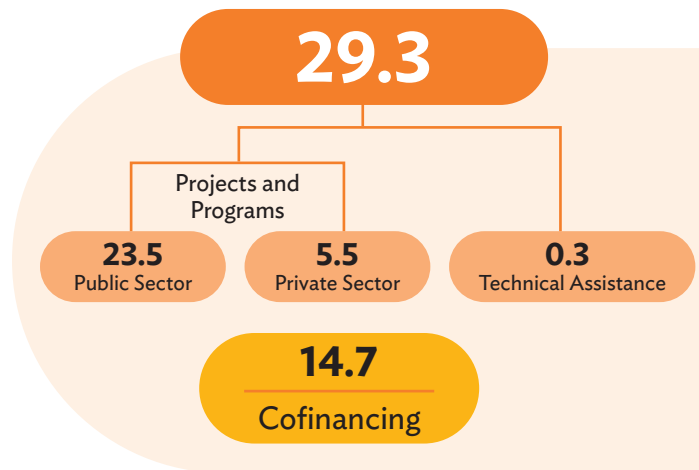 29.3
Projects and
Programs
23.5
Public Sector
5.5
Private Sector
0.3
Technical Assistance
14.7
Cofinancing